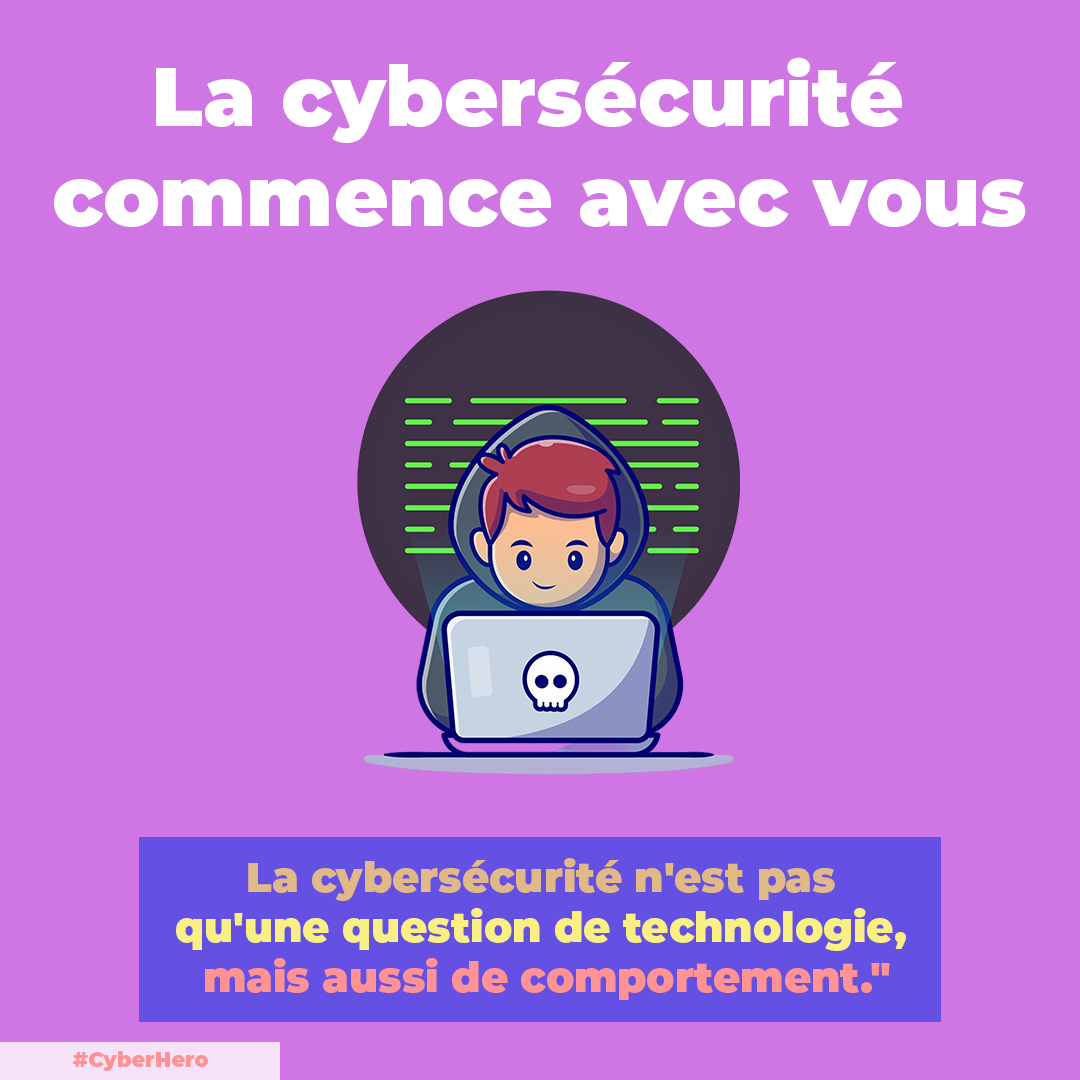 La cybersécurité
commence avec vous
La cybersécurité n'est pas
qu'une question de technologie,
mais aussi de comportement."
#CyberHero